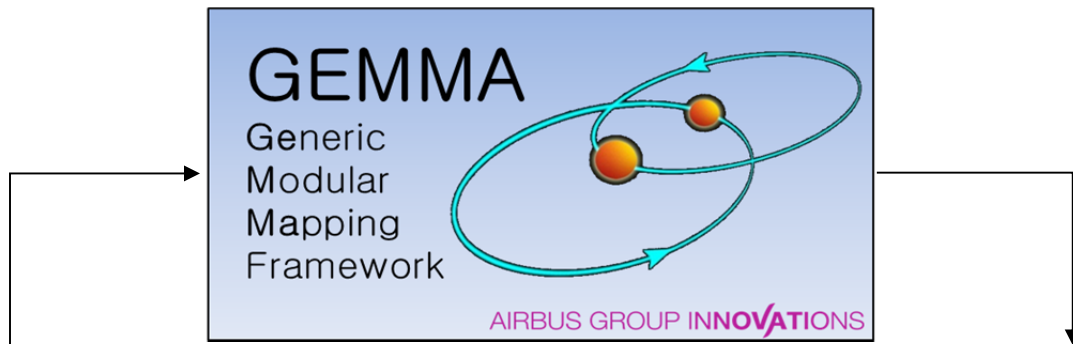 GEMMA
Generic
Modular
Mapping
Framework
AIRBUS GROUP INNOVATIONS